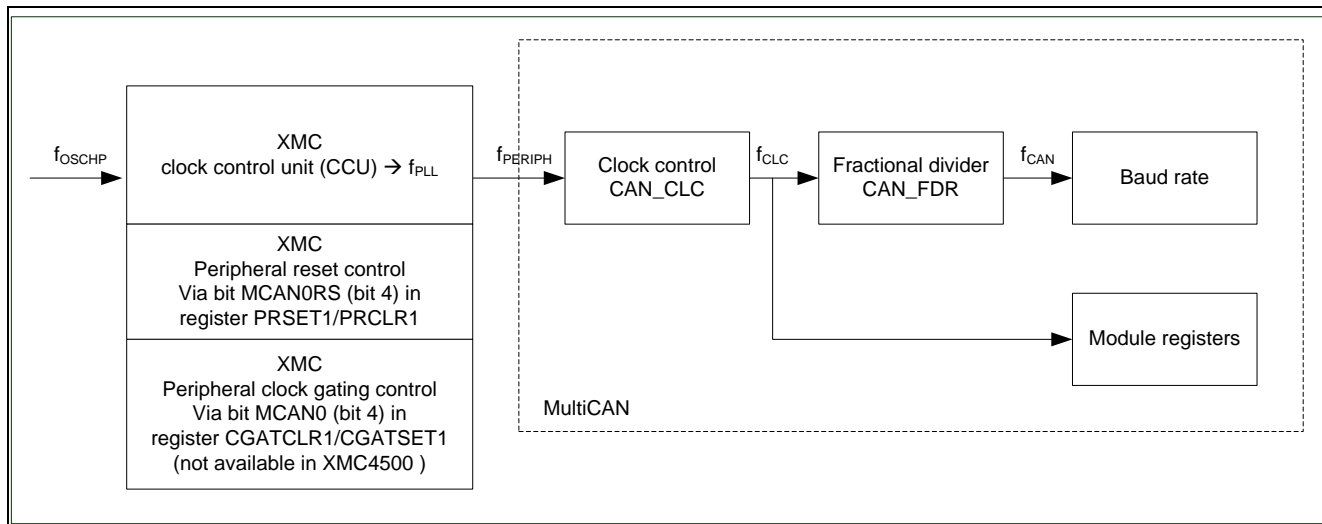 fOSCHP
XMC
clock control unit (CCU) → fPLL
XMC
Peripheral reset control
Via bit MCAN0RS (bit 4) in
register PRSET1/PRCLR1
XMC
Peripheral clock gating control
Via bit MCAN0 (bit 4) in
register CGATCLR1/CGATSET1
(not available in XMC4500 )
fPERIPH
Clock control
CAN_CLC
fCLC
Fractional divider
CAN_FDR
fCAN
Baud rate
Module registers
MultiCAN